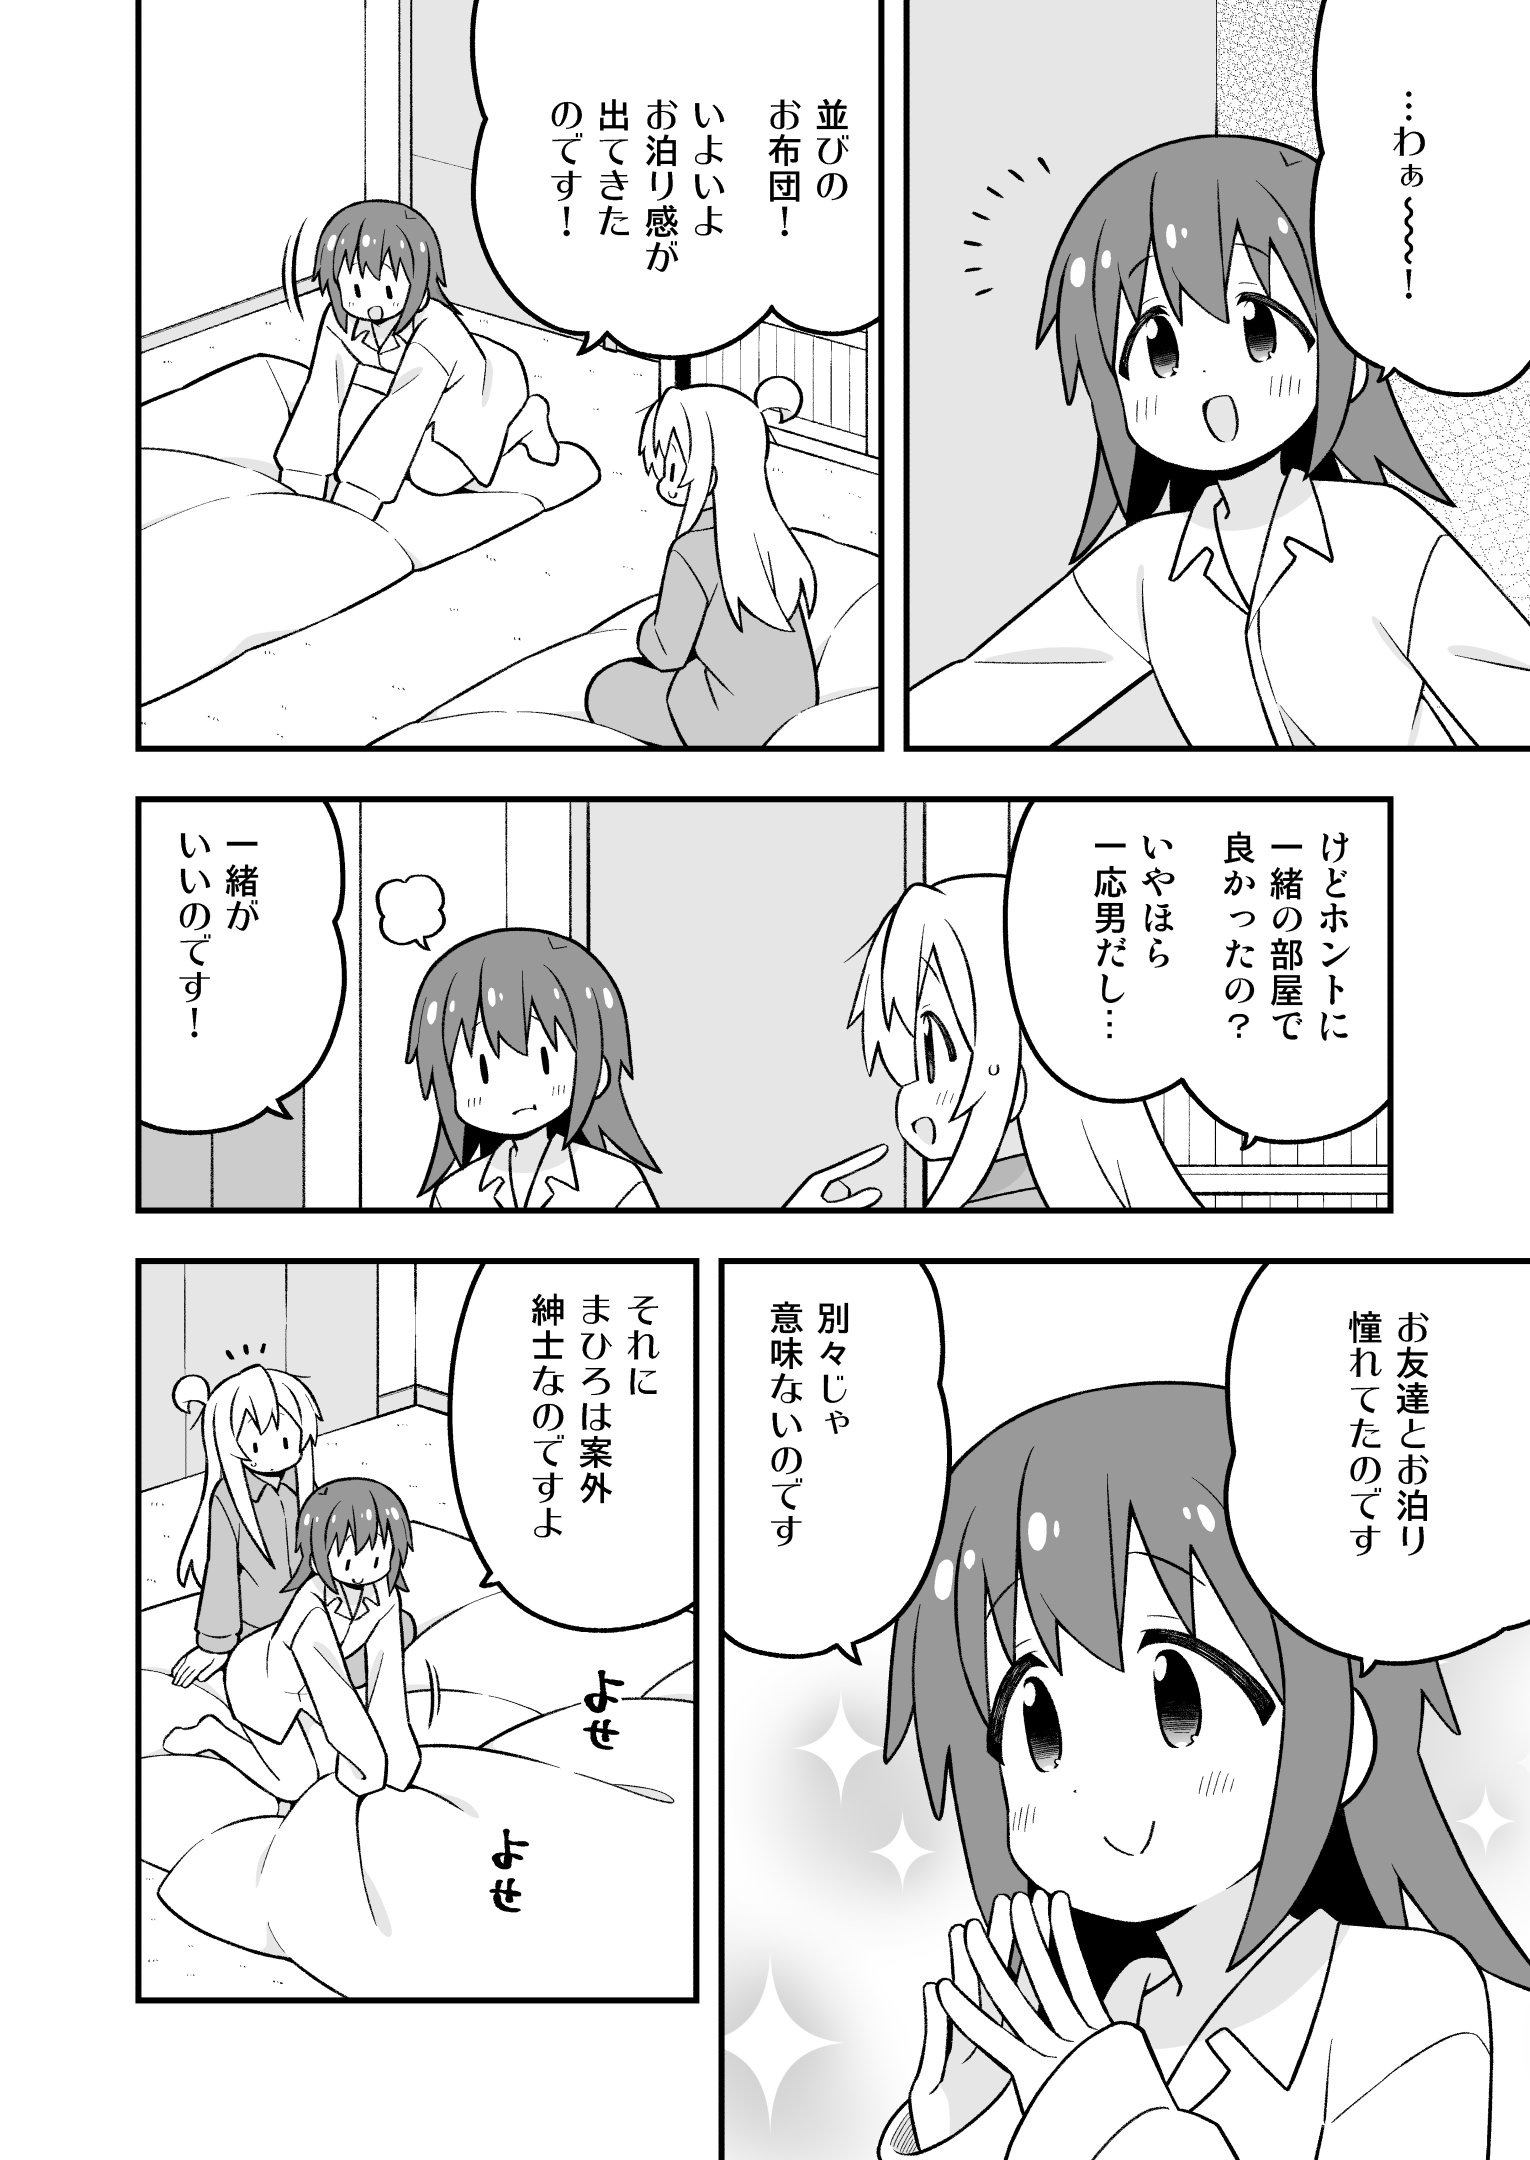 …わぁ〜〜〜！
並びの
お布団！
いよいよ
お泊り感が
出てきた
のです！
けどホントに
一緒の部屋で
良かったの？
いやほら
一応男だし…
一緒が
いいのです！
お友達とお泊り
憧れてたのです
別々じゃ
意味ないのです
それに
まひろは案外
紳士なのですよ
よせ
よせ